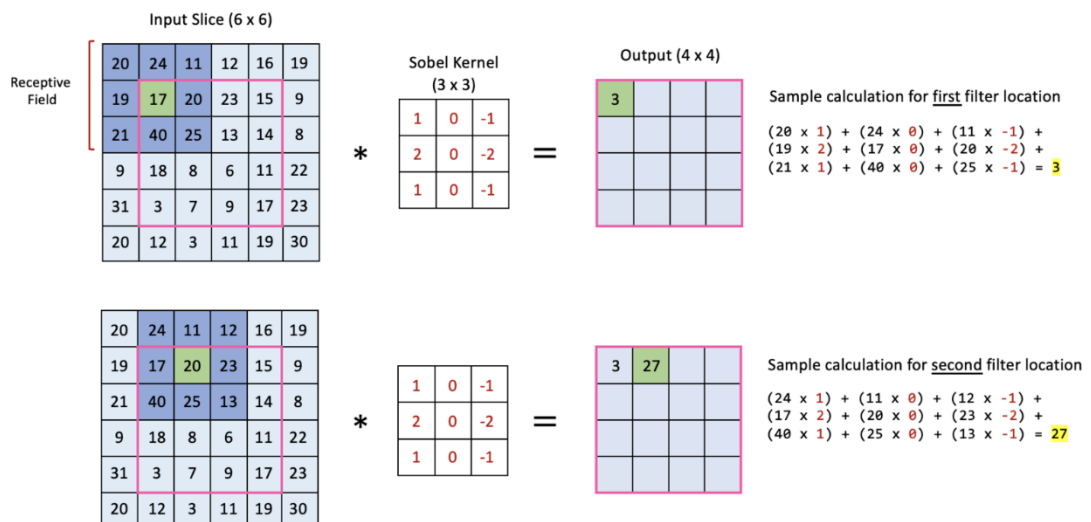 Input Slice (6 x 6)
Receptive
Field
20 24 11 12 16 19
19 17 20 23 15 9
21 40 25 13 14 8
9 18 8 6 11 22
31 3 7 9 17 23
20 12 3 11 19 30
*
Sobel Kernel
(3 x 3)
1 0 -1
2 0 -2
1 0 -1
=
Output (4 x 4)
3
Sample calculation for first filter location
(20 x 1) + (24 x 0) + (11 x -1) +
(19 x 2) + (17 x 0) + (20 x -2) +
(21 x 1) + (40 x 0) + (25 x -1) = 3
20 24 11 12 16 19
19 17 20 23 15 9
21 40 25 13 14 8
9 18 8 6 11 22
31 3 7 9 17 23
20 12 3 11 19 30
*
1 0 -1
2 0 -2
1 0 -1
=
3 27
Sample calculation for second filter location
(24 x 1) + (11 x 0) + (12 x -1) +
(17 x 2) + (20 x 0) + (23 x -2) +
(40 x 1) + (25 x 0) + (13 x -1) = 27